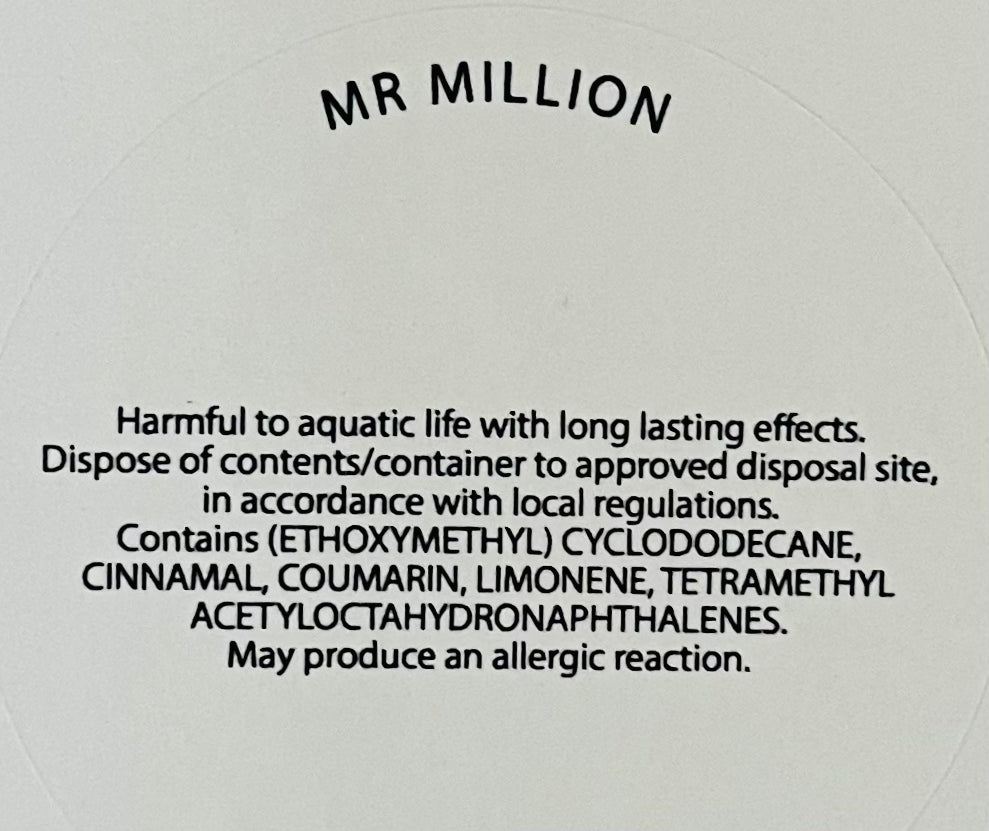 MR MILLION
Harmful to aquatic life with long lasting effects.
Dispose of contents/container to approved disposal site,
in accordance with local regulations.
Contains (ETHOXYMETHYL) CYCLODODECANE,
CINNAMAL, COUMARIN, LIMONENE, TETRAMETHYL
ACETYLOCTAHYDRONAPHTHALENES.
May produce an allergic reaction.